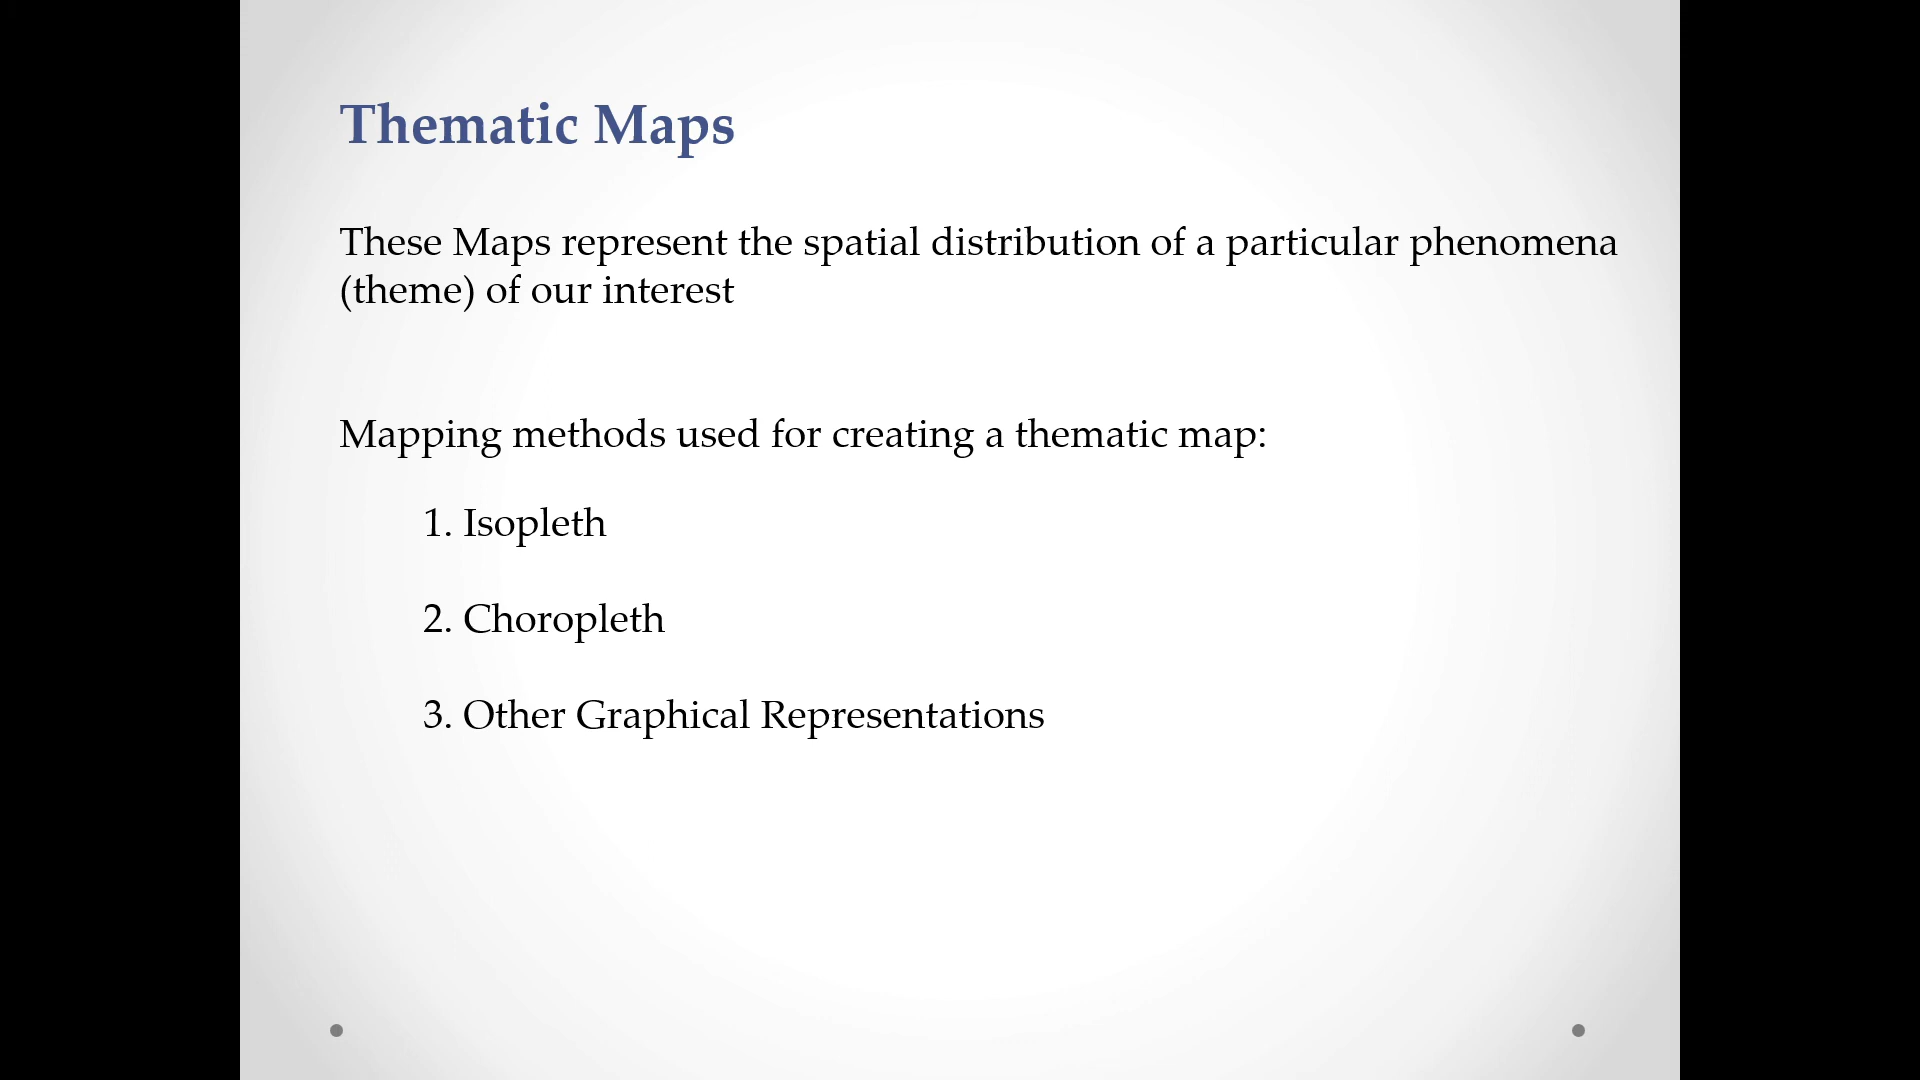 Thematic Maps
These Maps represent the spatial distribution of a particular phenomena
(theme) of our interest
Mapping methods used for creating a thematic map:
1. Isopleth
2. Choropleth
3. Other Graphical Representations